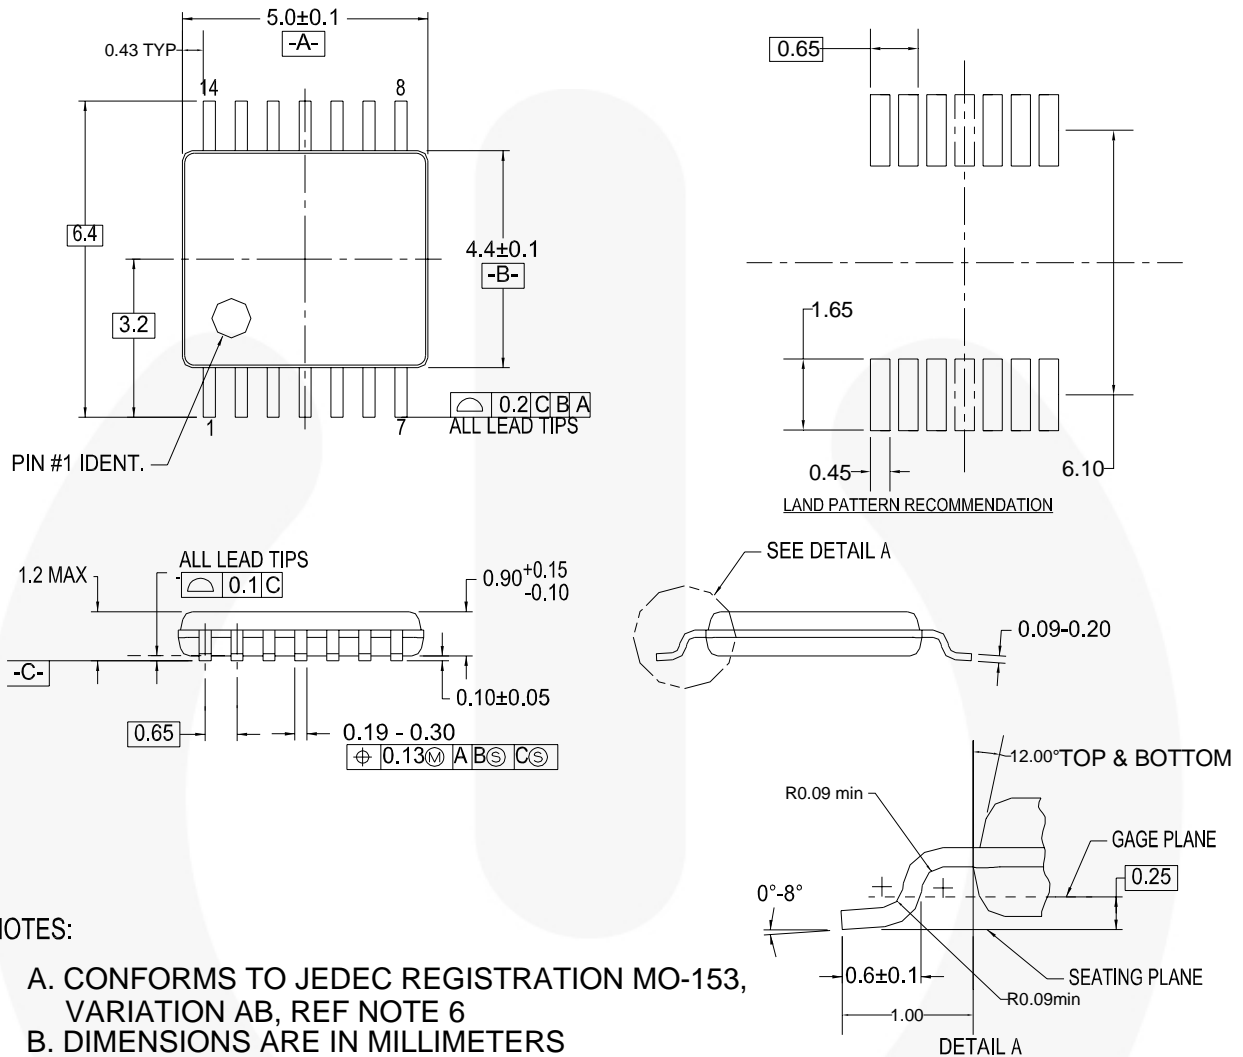 5.0±0.1
-A-
0.43 TYP
14
8
6.4
3.2
4.4±0.1
-B-
1
7
0.2 C B A
ALL LEAD TIPS
PIN #1 IDENT.
0.65
1.65
0.45
6.10
LAND PATTERN RECOMMENDATION
ALL LEAD TIPS
0.1 C
1.2 MAX
0.90+0.15
-0.10
-C-
0.10±0.05
0.65
0.19 - 0.30
⌖ 0.13Ⓜ A BⓈ CⓈ
SEE DETAIL A
0.09-0.20
12.00° TOP & BOTTOM
R0.09 min
GAGE PLANE
0.25
0°-8°
0.6±0.1
SEATING PLANE
R0.09min
1.00
DETAIL A
NOTES:
A. CONFORMS TO JEDEC REGISTRATION MO-153,
VARIATION AB, REF NOTE 6
B. DIMENSIONS ARE IN MILLIMETERS